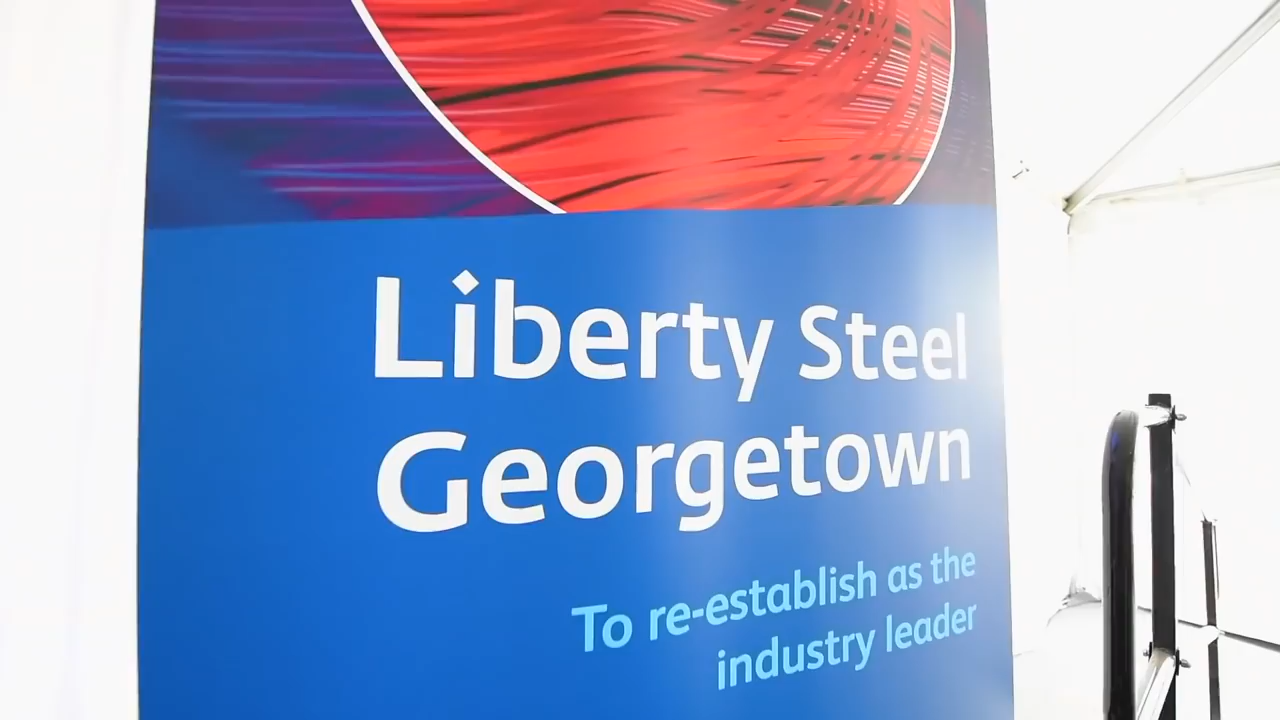 Liberty Steel
Georgetown
To re-establish as the
industry leader